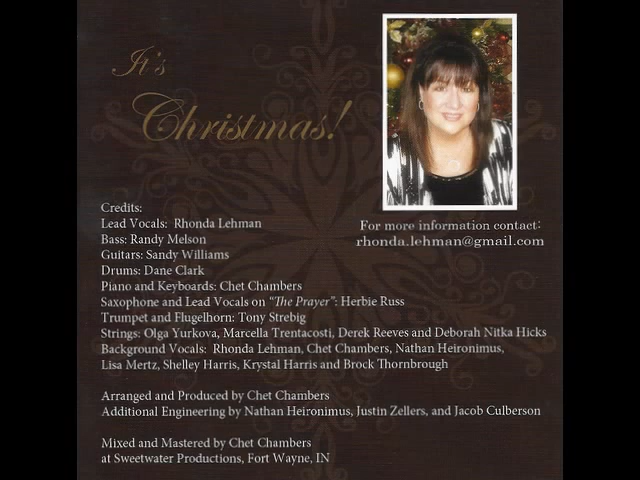 It's
Christmas!
Credits:
Lead Vocals:  Rhonda Lehman
Bass: Randy Melson
Guitars: Sandy Williams
Drums: Dane Clark
Piano and Keyboards: Chet Chambers
Saxophone and Lead Vocals on “The Prayer”: Herbie Russ
Trumpet and Flugelhorn: Tony Strebig
Strings: Olga Yurkova, Marcella Trentacosti, Derek Reeves and Deborah Nitka Hicks
Background Vocals:  Rhonda Lehman, Chet Chambers, Nathan Heironimus,
Lisa Mertz, Shelley Harris, Krystal Harris and Brock Thornbrough
Arranged and Produced by Chet Chambers
Additional Engineering by Nathan Heironimus, Justin Zellers, and Jacob Culberson
Mixed and Mastered by Chet Chambers
at Sweetwater Productions, Fort Wayne, IN
For more information contact:
rhonda.lehman@gmail.com